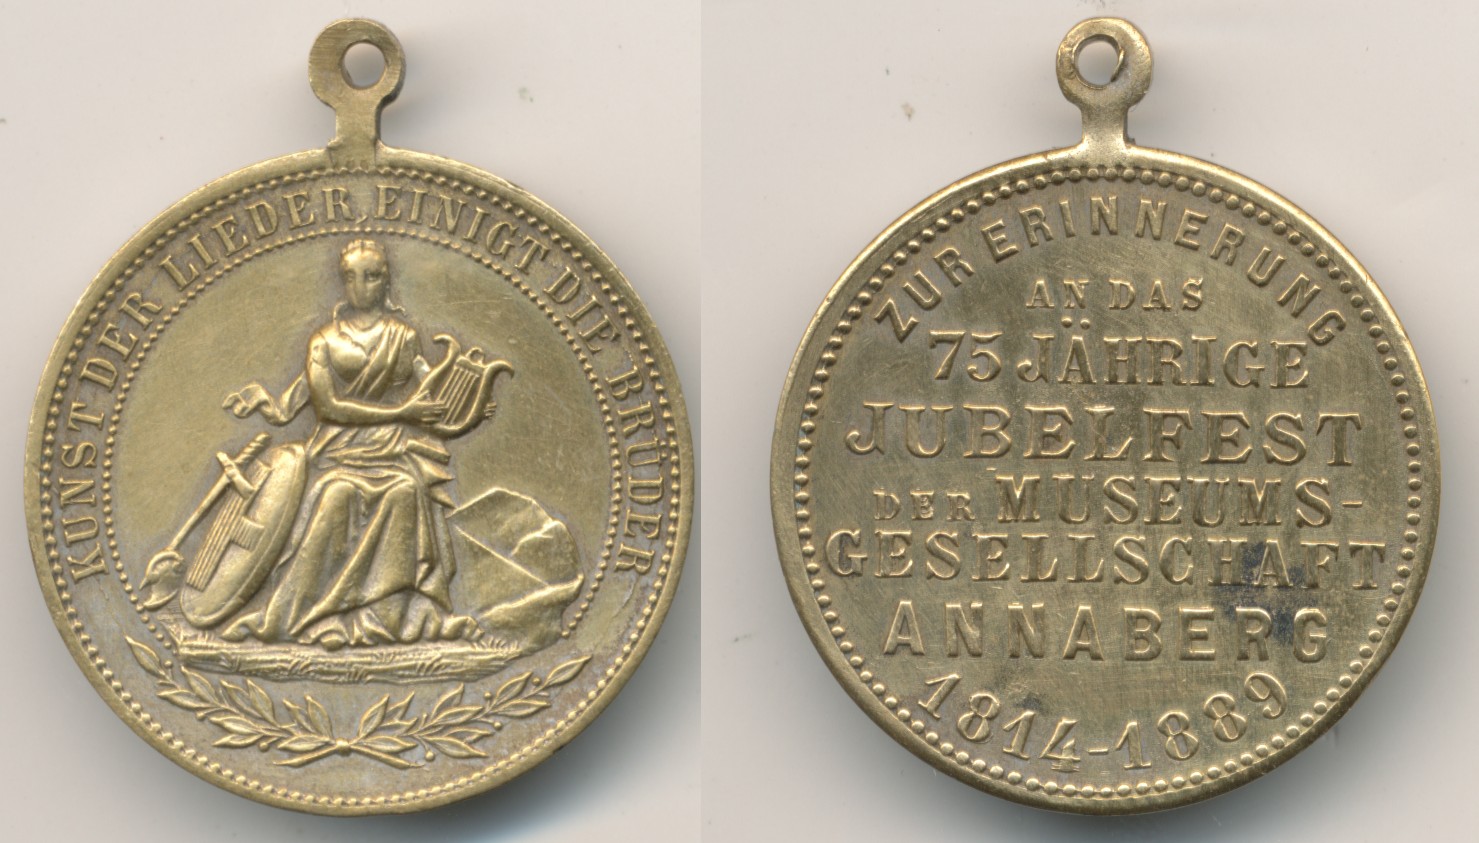 KUNST DER LIEDER, EINIGT DIE BRÜDER
ZUR ERINNERUNG
AN DAS
75 JÄHRIGE
JUBELFEST
DER MUSEUMS-
GESELLSCHAFT
ANNABERG
1814-1889